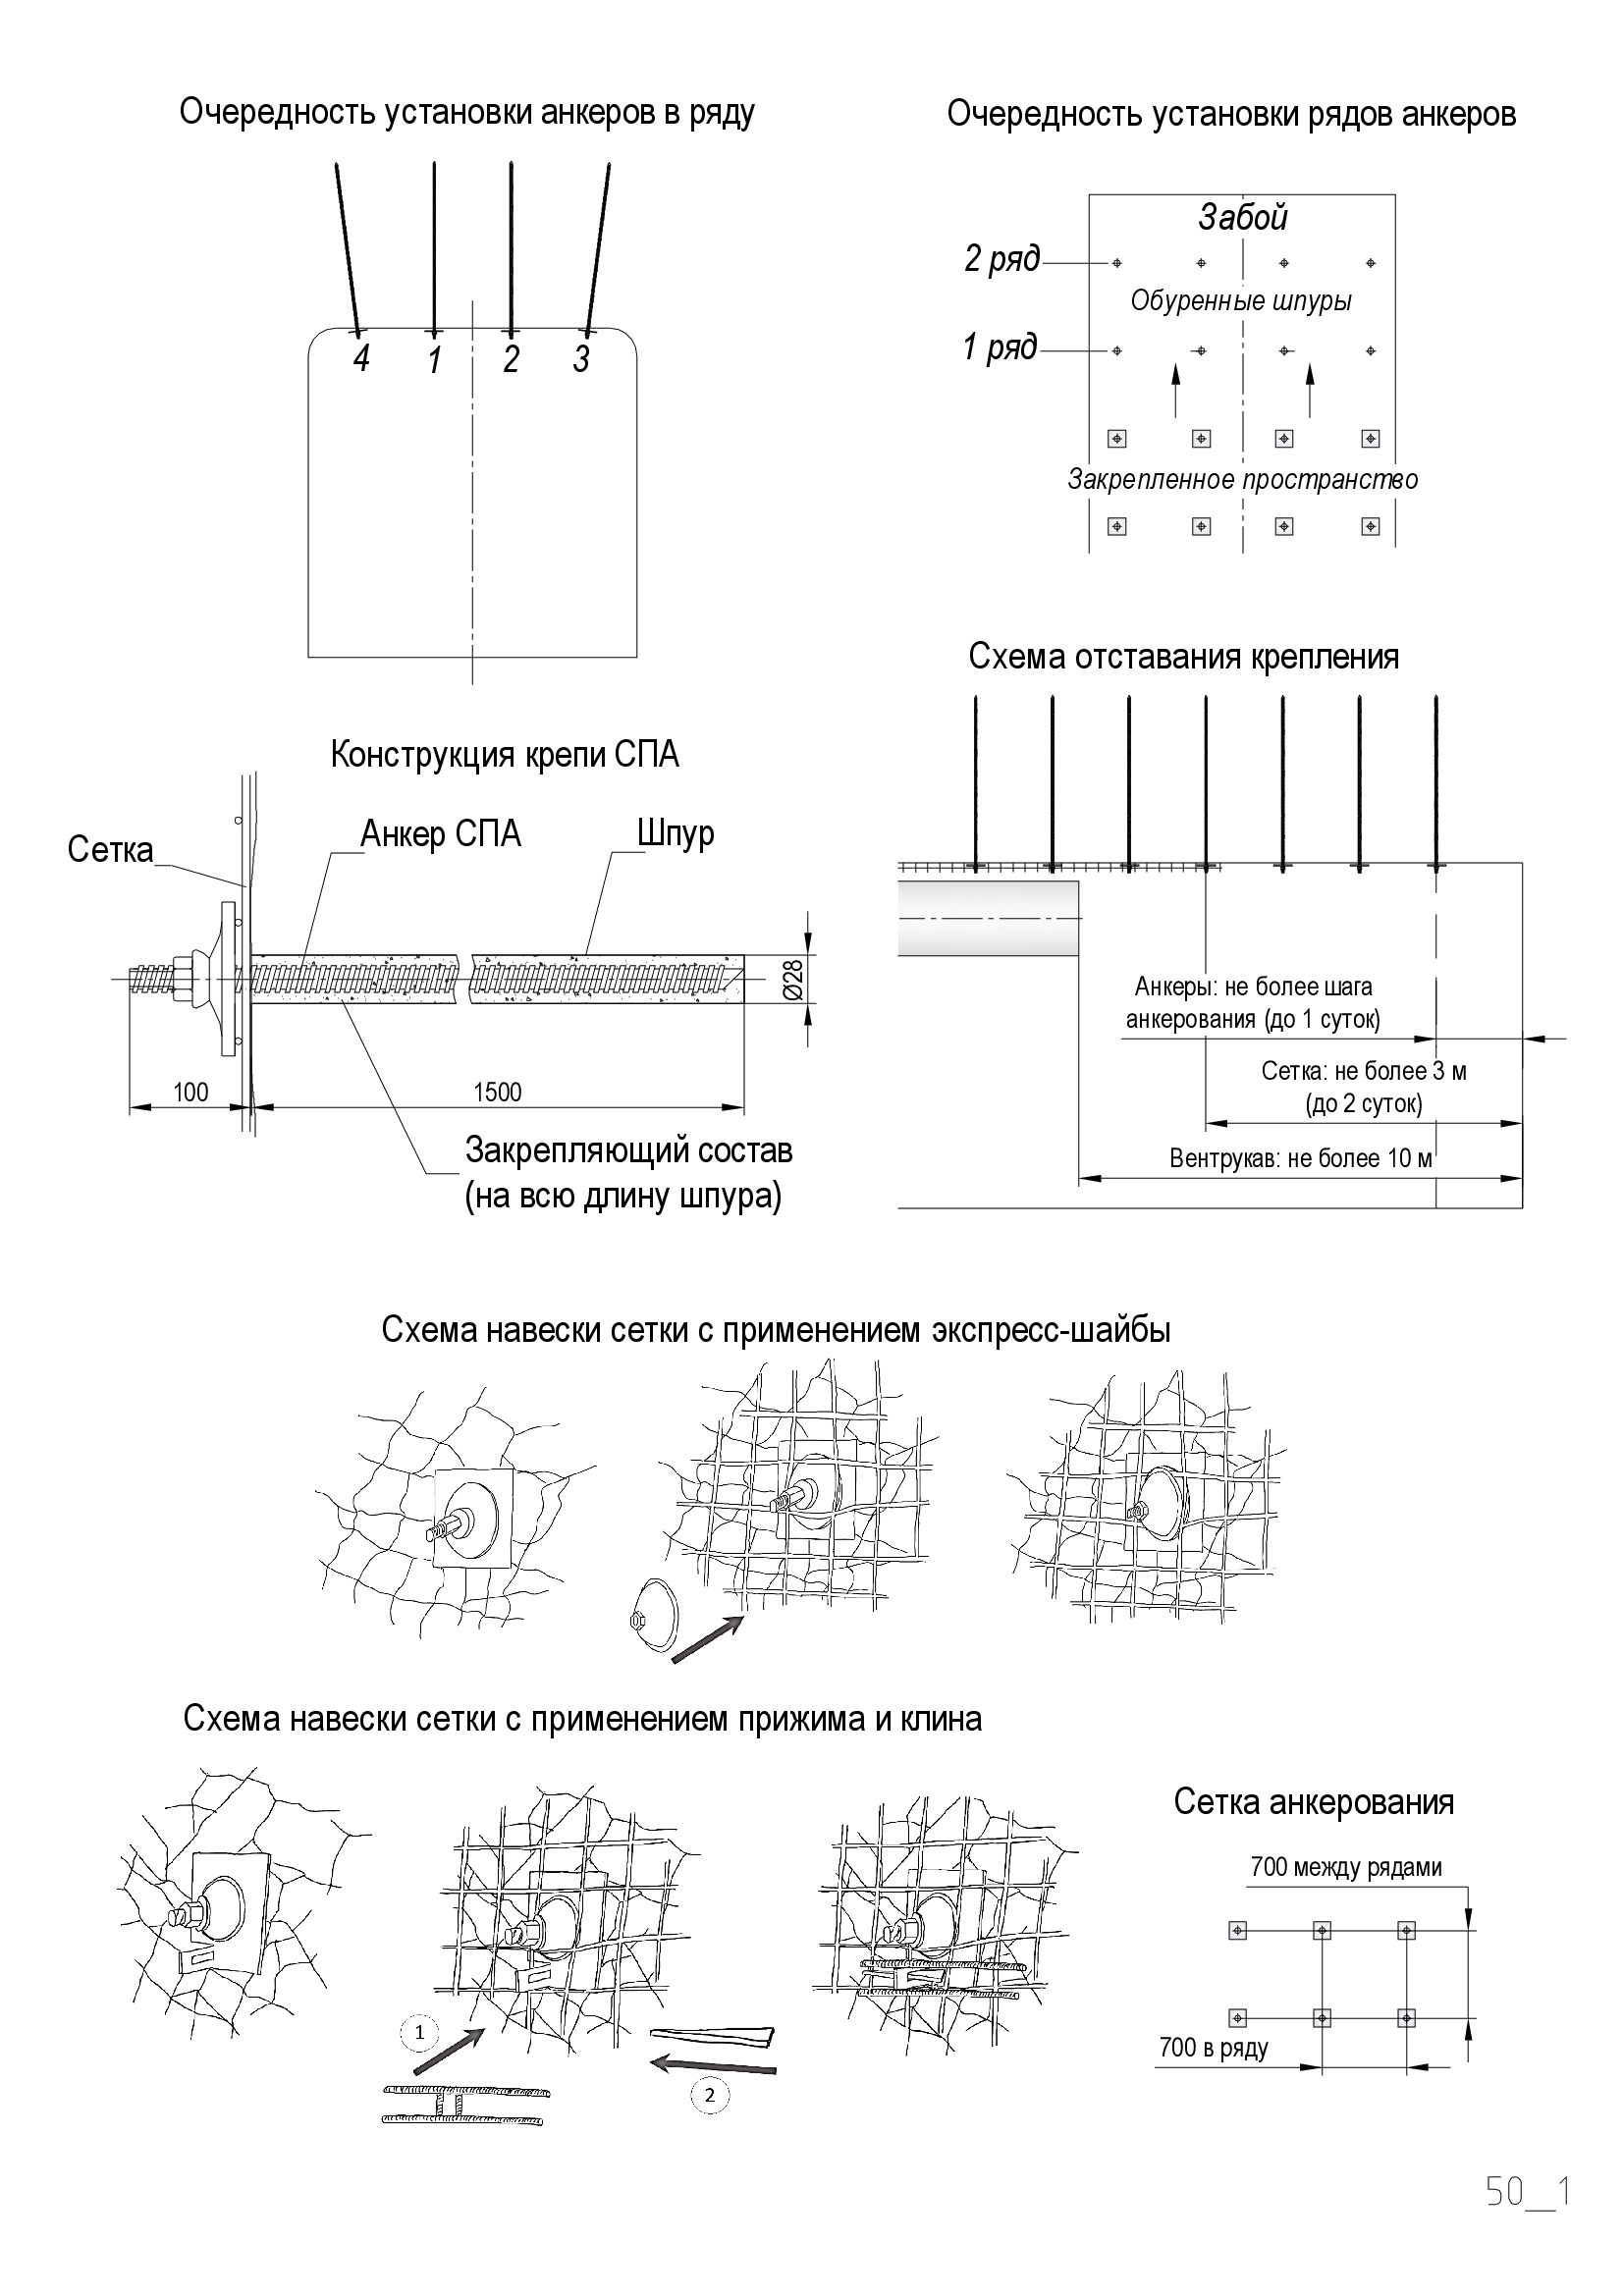 Очередность установки анкеров в ряду
4
1
2
3
Очередность установки рядов анкеров
Забой
2 ряд
Обуренные шпуры
1 ряд
Закрепленное пространство
Конструкция крепи СПА
Сетка
Анкер СПА
Шпур
Ø28
100
1500
Закрепляющий состав
(на всю длину шпура)
Схема отставания крепления
Анкеры: не более шага
анкерования (до 1 суток)
Сетка: не более 3 м
(до 2 суток)
Вентрукав: не более 10 м
Схема навески сетки с применением экспресс-шайбы
Схема навески сетки с применением прижима и клина
1
2
Сетка анкерования
700 между рядами
700 в ряду
50__1